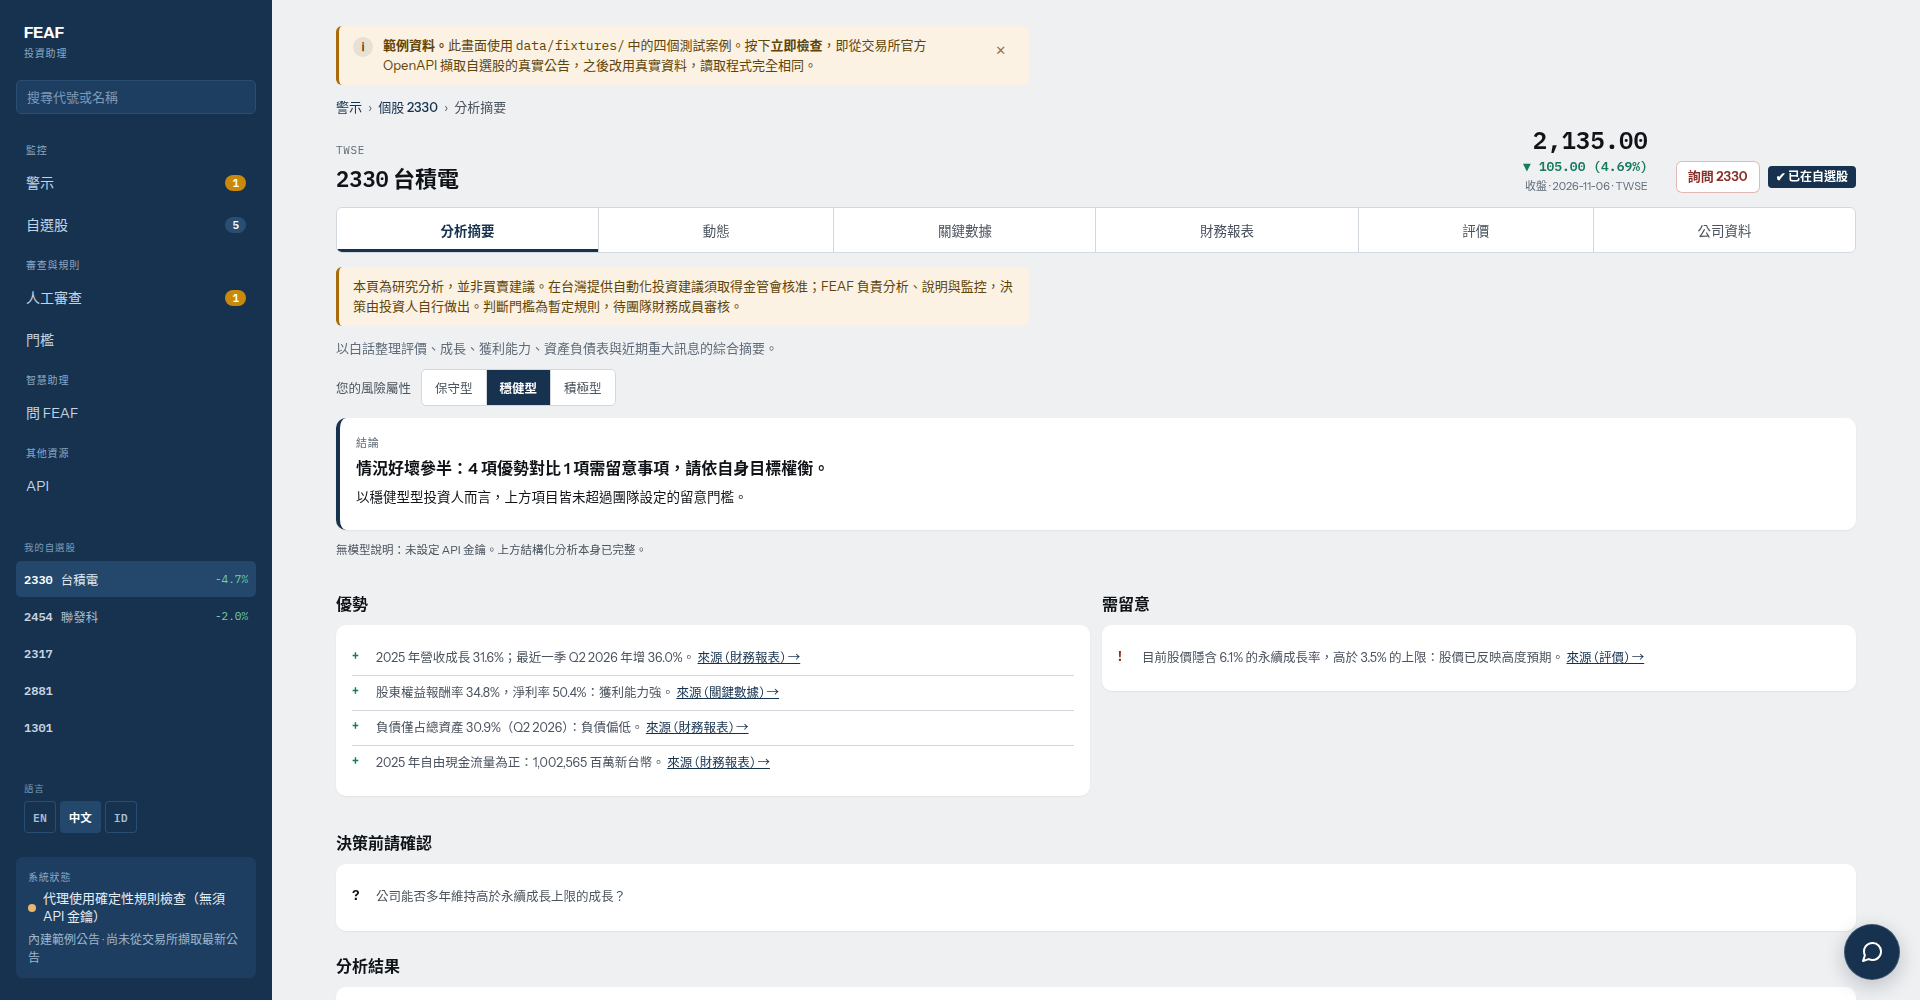 FEAF
投資助理
搜尋代號或名稱
監控
警示 1
自選股 5
審查與規則
人工審查 1
門檻
智慧助理
問 FEAF
其他資源
API
我的自選股
2330 台積電 -4.7%
2454 聯發科 -2.0%
2317
2881
1301
語言
EN 中文 ID
系統狀態
代理使用確定性規則檢查（無須
API 金鑰）
內建範例公告·尚未從交易所擷取最新公
告
i 範例資料。此畫面使用 data/fixtures/ 中的四個測試案例。按下立即檢查，即從交易所官方 ×
OpenAPI 擷取自選股的真實公告，之後改用真實資料，讀取程式完全相同。
警示 › 個股 2330 › 分析摘要
TWSE
2330 台積電
2,135.00
▼ 105.00 (4.69%)
收盤·2026-11-06·TWSE
詢問 2330
✔ 已在自選股
分析摘要 動態 關鍵數據 財務報表 評價 公司資料
本頁為研究分析，並非買賣建議。在台灣提供自動化投資建議須取得金管會核准；FEAF 負責分析、說明與監控，決
策由投資人自行做出。判斷門檻為暫定規則，待團隊財務成員審核。
以白話整理評價、成長、獲利能力、資產負債表與近期重大訊息的綜合摘要。
您的風險屬性 保守型 穩健型 積極型
結論
情況好壞參半：4 項優勢對比 1 項需留意事項，請依自身目標權衡。
以穩健型型投資人而言，上方項目皆未超過團隊設定的留意門檻。
無模型說明：未設定 API 金鑰。上方結構化分析本身已完整。
優勢
+ 2025 年營收成長 31.6%；最近一季 Q2 2026 年增 36.0%。 來源 (財務報表) →
+ 股東權益報酬率 34.8%，淨利率 50.4%：獲利能力強。 來源 (關鍵數據) →
+ 負債僅占總資產 30.9%（Q2 2026）：負債偏低。 來源 (財務報表) →
+ 2025 年自由現金流量為正：1,002,565 百萬新台幣。 來源 (財務報表) →
需留意
! 目前股價隱含 6.1% 的永續成長率，高於 3.5% 的上限：股價已反映高度預期。 來源 (評價) →
決策前請確認
? 公司能否多年維持高於永續成長上限的成長？
分析結果